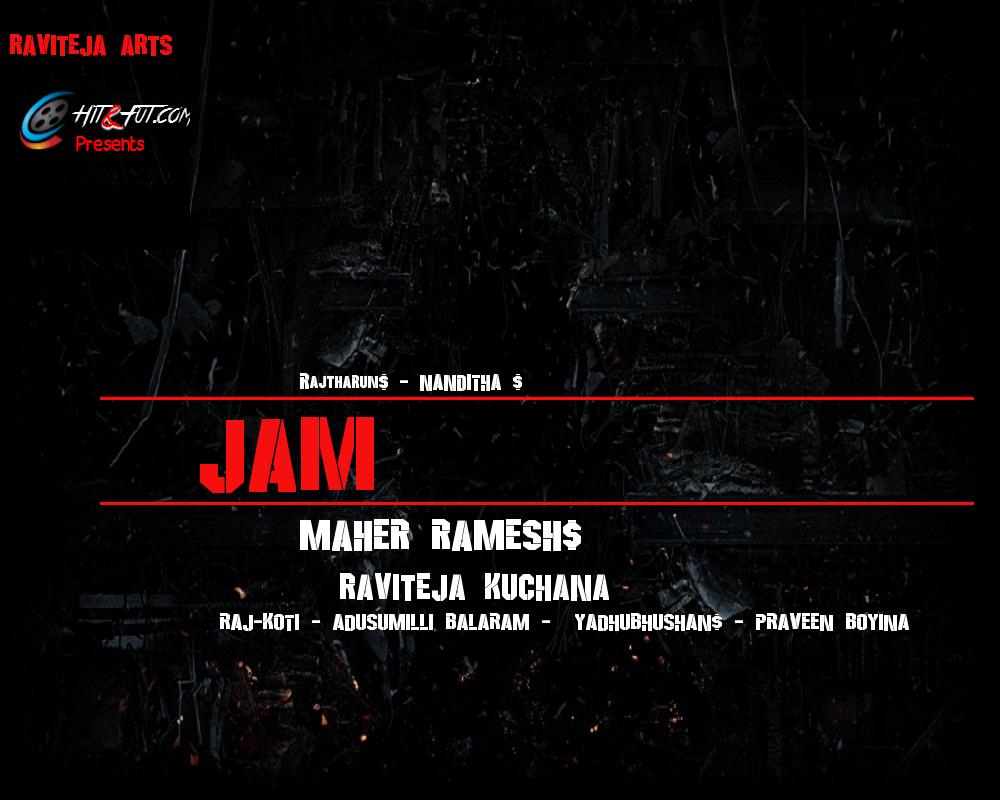 RAVITEJA ARTS
HIT&FUT.COM
Presents
RAJTHARUN$ - NANDITHA $
JAM
MAHER RAMESH$
RAVITEJA KUCHANA
RAJ-KOTI - ADUSUMILLI BALARAM - YADHUBHUSHAN$ - PRAVEEN BOYINA